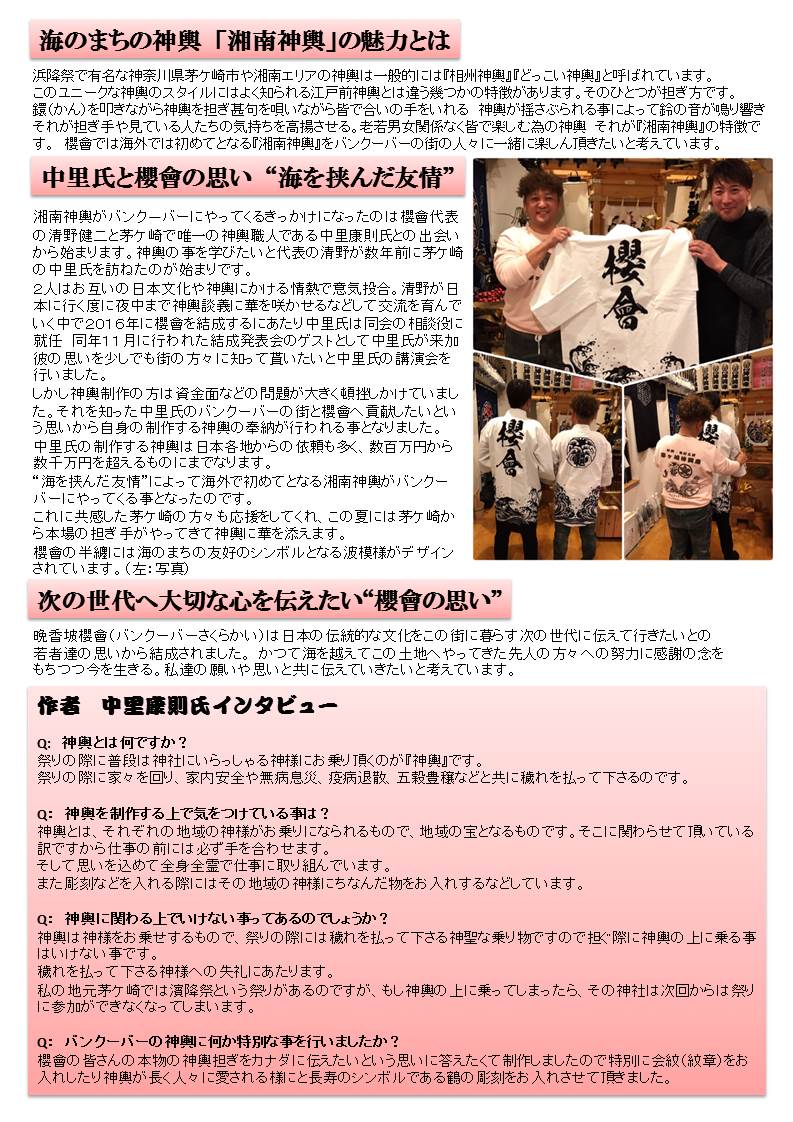 海のまちの神輿 「湘南神輿」の魅力とは
浜降祭で有名な神奈川県茅ケ崎市や湘南エリアの神輿は一般的には『相州神輿』『どっこい神輿』と呼ばれています。
このユニークな神輿のスタイルにはよく知られる江戸前神輿とは違う幾つかの特徴があります。そのひとつが担ぎ方です。
鐶(かん)を叩きながら神輿を担ぎ甚句を唄いながら皆で合いの手をいれる　神輿が揺さぶられる事によって鈴の音が鳴り響き
それが担ぎ手や見ている人たちの気持ちを高揚させる。老若男女関係なく皆で楽しむ為の神輿　それが『湘南神輿』の特徴で
す。　櫻會では海外では初めてとなる『湘南神輿』をバンクーバーの街の人々に一緒に楽しん頂きたいと考えています。
中里氏と櫻會の思い “海を挟んだ友情”
湘南神輿がバンクーバーにやってくるきっかけになったのは櫻會代表
の清野健二と茅ケ崎で唯一の神輿職人である中里康則氏との出会い
から始まります。神輿の事を学びたいと代表の清野が数年前に茅ケ崎
の中里氏を訪ねたのが始まりです。
２人はお互いの日本文化や神輿にかける情熱で意気投合。清野が日
本に行く度に夜中まで神輿談義に華を咲かせるなどして交流を育んで
いく中で２０１６年に櫻會を結成するにあたり中里氏は同会の相談役に
就任　同年１１月に行われた結成発表会のゲストとして中里氏が来加
彼の思いを少しでも街の方々に知って貰いたいと中里氏の講演会を
行いました。
しかし神輿制作の方は資金面などの問題が大きく頓挫しかけていまし
た。それを知った中里氏のバンクーバーの街と櫻會へ貢献したいとい
う思いから自身の制作する神輿の奉納が行われる事となりました。
中里氏の制作する神輿は日本各地からの依頼も多く、数百万円から
数千万円を超えるものにまでなります。
“海を挟んだ友情”によって海外で初めてとなる湘南神輿がバンクー
バーにやってくる事となったのです。
これに共感した茅ケ崎の方々も応援をしてくれ、この夏には茅ケ崎か
ら本場の担ぎ手がやってきて神輿に華を添えます。
櫻會の半纏には海のまちの友好のシンボルとなる波模様がデザイン
されています。（左：写真）
櫻會
櫻會
次の世代へ大切な心を伝えたい“櫻會の思い”
晩香坡櫻會（バンクーバーさくらかい）は日本の伝統的な文化をこの街に暮らす次の世代に伝えて行きたいとの
若者達の思いから結成されました。 かつて海を越えてこの土地へやってきた先人の方々への努力に感謝の念を
もちつつ今を生きる。私達の願いや思いと共に伝えていきたいと考えています。
作者　中里康則氏インタビュー
Q:　神輿とは何ですか？
祭りの際に普段は神社にいらっしゃる神様にお乗り頂くのが『神輿』です。
祭りの際に家々を回り、家内安全や無病息災、疫病退散、五穀豊穣などと共に穢れを払って下さるのです。
Q:　神輿を制作する上で気をつけている事は？
神輿とは、それぞれの地域の神様がお乗りになられるもので、地域の宝となるものです。そこに関わらせて頂いている
訳ですから仕事の前には必ず手を合わせます。
そして思いを込めて全身全霊で仕事に取り組んでいます。
また彫刻などを入れる際にはその地域の神様にちなんだ物をお入れするなどしています。
Q:　神輿に関わる上でいけない事ってあるのでしょうか？
神輿は神様をお乗せするもので、祭りの際には穢れを払って下さる神聖な乗り物ですので担ぐ際に神輿の上に乗る事
はいけない事です。
穢れを払って下さる神様への失礼にあたります。
私の地元茅ケ崎では濱降祭という祭りがあるのですが、もし神輿の上に乗ってしまったら、その神社は次回からは祭り
に参加ができなくなってしまいます。
Q:　バンクーバーの神輿に何か特別な事を行いましたか？
櫻會の皆さんの本物の神輿担ぎをカナダに伝えたいという思いに答えたくて制作しましたので特別に会紋（紋章）をお
入れしたり神輿が長く人々に愛される様にと長寿のシンボルである鶴の彫刻をお入れさせて頂きました。